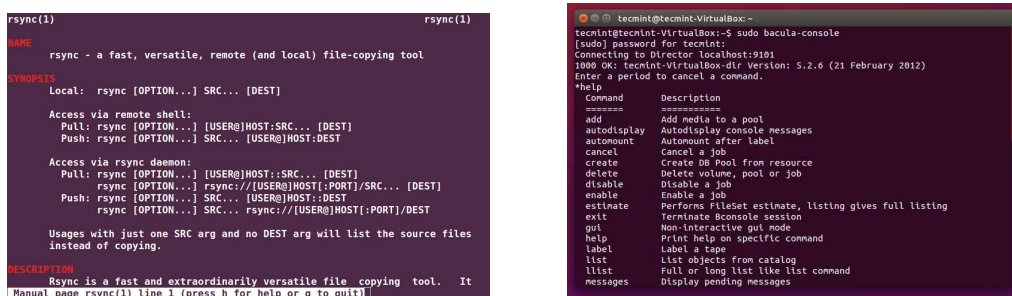 rsync(1) rsync(1)
NAME
rsync - a fast, versatile, remote (and local) file-copying tool
SYNOPSIS
Local: rsync [OPTION...] SRC... [DEST]
Access via remote shell:
Pull: rsync [OPTION...] [USER@]HOST:SRC... [DEST]
Push: rsync [OPTION...] SRC... [USER@]HOST:DEST
Access via rsync daemon:
Pull: rsync [OPTION...] [USER@]HOST::SRC... [DEST]
rsync [OPTION...] rsync://[USER@]HOST[:PORT]/SRC... [DEST]
Push: rsync [OPTION...] SRC... [USER@]HOST::DEST
rsync [OPTION...] SRC... rsync://[USER@]HOST[:PORT]/DEST
Usages with just one SRC arg and no DEST arg will list the source files
instead of copying.
DESCRIPTION
Rsync is a fast and extraordinarily versatile file copying tool. It
Manual page rsync(1) line 1 (press h for help or q to quit)
tecmint@tecmint-VirtualBox: ~
tecmint@tecmint-VirtualBox:~$ sudo bacula-console
[sudo] password for tecmint:
Connecting to Director localhost:9101
1000 OK: tecmint-VirtualBox-dir Version: 5.2.6 (21 February 2012)
Enter a period to cancel a command.
*help
Command Description
======= ===========
add Add media to a pool
autodisplay Autodisplay console messages
automount Automount after label
cancel Cancel a job
create Create DB Pool from resource
delete Delete volume, pool or job
disable Disable a job
enable Enable a job
estimate Performs FileSet estimate, listing gives full listing
exit Terminate Bconsole session
gui Non-interactive gui mode
help Print help on specific command
label Label a tape
list List objects from catalog
llist Full or long list like list command
messages Display pending messages